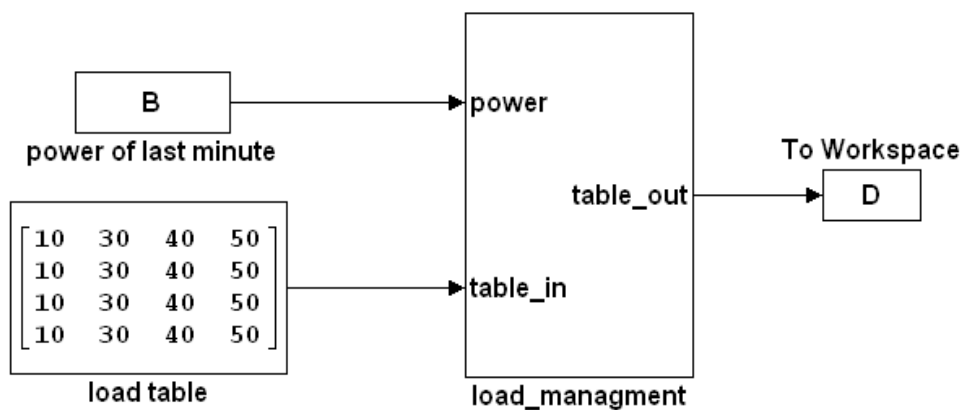 B
power of last minute
10 30 40 50
10 30 40 50
10 30 40 50
10 30 40 50
load table
power
table_in
table_out
load_managment
To Workspace
D